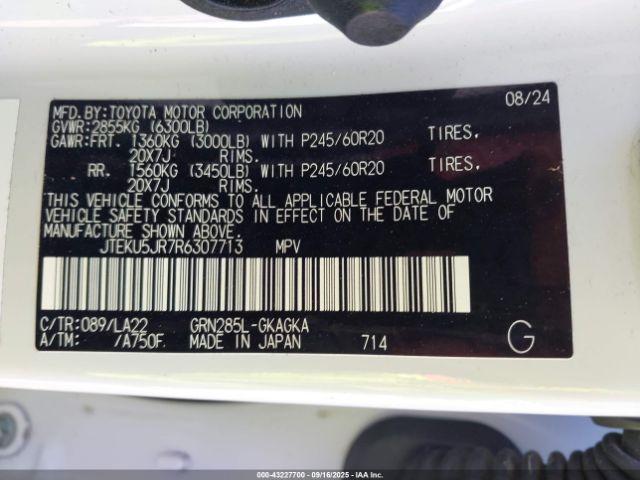 MFD.BY:TOYOTA MOTOR CORPORATION 08/24
GVWR:2855KG (6300LB)
GAWR:FRT. 1360KG (3000LB) WITH P245/60R20 TIRES,
20X7J RIMS.
RR. 1560KG (3450LB) WITH P245/60R20 TIRES,
20X7J RIMS.
THIS VEHICLE CONFORMS TO ALL APPLICABLE FEDERAL MOTOR
VEHICLE SAFETY STANDARDS IN EFFECT ON THE DATE OF
MANUFACTURE SHOWN ABOVE.
JTEKU5JR7R6307713 MPV
C/TR:089/LA22 GRN285L-GKAGKA
A/TM: /A750F. MADE IN JAPAN 714 G
000-43227700 - 09/16/2025 - Copyright © IAA